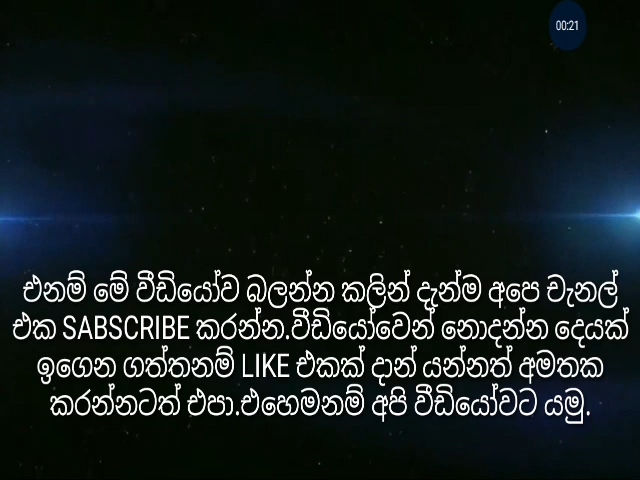 00:21
එනම් මේ වීඩියෝව බලන්න කලින් දැන්ම අපෙ චැනල්
එක SABSCRIBE කරන්න.වීඩියෝවෙන් නොදන්න දෙයක්
ඉගෙන ගත්තනම් LIKE එකක් දාන් යන්නත් අමතක
කරන්නටත් එපා.එහෙමනම් අපි වීඩියෝවට යමු.